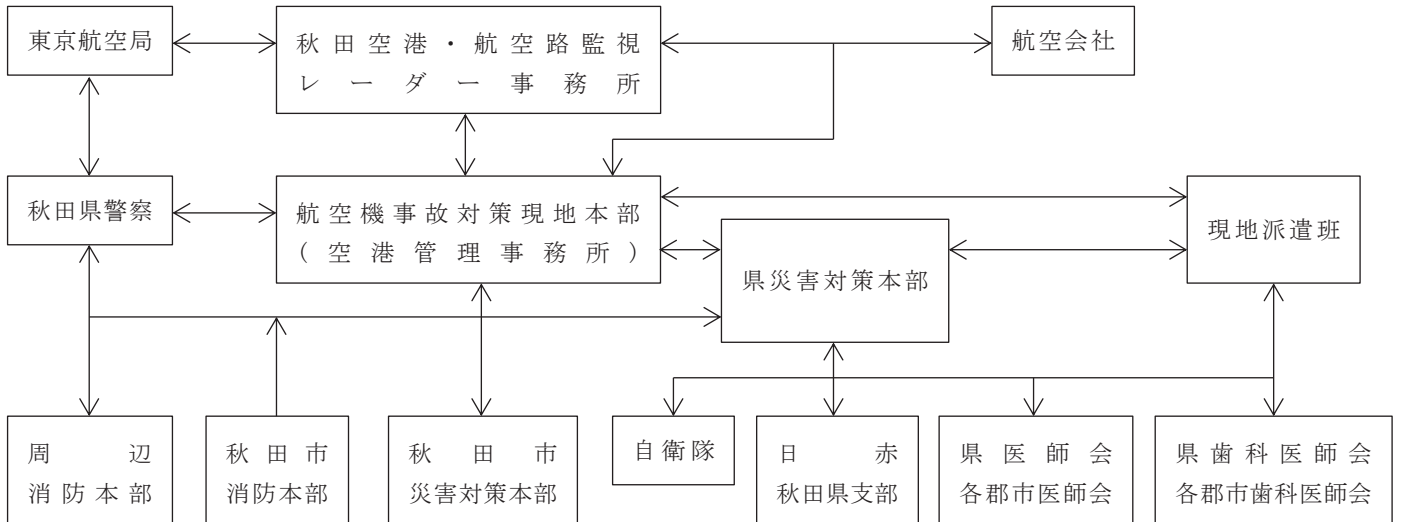 東京航空局
秋田空港・航空路監視
レーダー事務所
航空会社
秋田県警察
航空機事故対策現地本部
(空港管理事務所)
県災害対策本部
現地派遣班
周辺
消防本部
秋田市
消防本部
秋田市
災害対策本部
自衛隊
日赤
秋田県支部
県医師会
各郡市医師会
県歯科医師会
各郡市歯科医師会